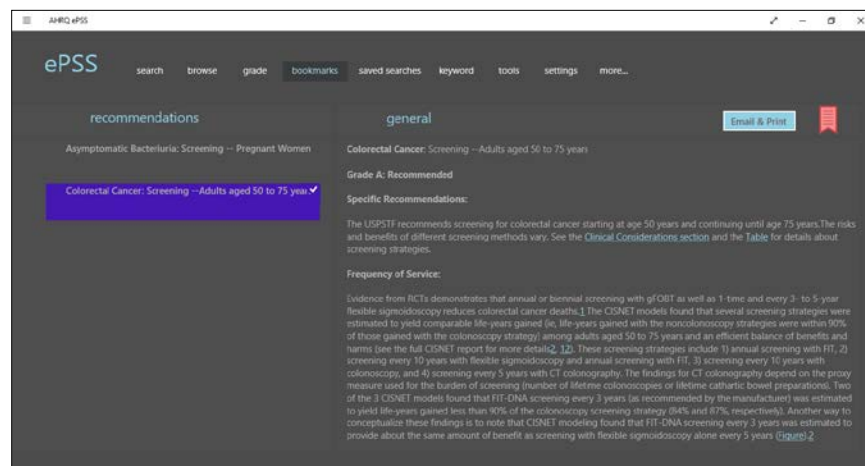 AHRQ ePSS
ePSS
search browse grade bookmarks saved searches keyword tools settings more...
recommendations
Asymptomatic Bacteriuria: Screening -- Pregnant Women
Colorectal Cancer: Screening --Adults aged 50 to 75 year.
general
Email & Print
Colorectal Cancer: Screening --Adults aged 50 to 75 years
Grade A: Recommended
Specific Recommendations:
The USPSTF recommends screening for colorectal cancer starting at age 50 years and continuing until age 75 years.The risks
and benefits of different screening methods vary. See the Clinical Considerations section and the Table for details about
screening strategies.
Frequency of Service:
Evidence from RCTs demonstrates that annual or biennial screening with gFOBT as well as 1-time and every 3- to 5-year
flexible sigmoidoscopy reduces colorectal cancer deaths.1 The CISNET models found that several screening strategies were
estimated to yield comparable life-years gained (ie, life-years gained with the noncolonoscopy strategies were within 90%
of those gained with the colonoscopy strategy) among adults aged 50 to 75 years and an efficient balance of benefits and
harms (see the full CISNET report for more details2, 12). These screening strategies include 1) annual screening with FIT, 2)
screening every 10 years with flexible sigmoidoscopy and annual screening with FIT, 3) screening every 10 years with
colonoscopy, and 4) screening every 5 years with CT colonography. The findings for CT colonography depend on the proxy
measure used for the burden of screening (number of lifetime colonoscopies or lifetime cathartic bowel preparations). Two
of the 3 CISNET models found that FIT-DNA screening every 3 years (as recommended by the manufacturer) was estimated
to yield life-years gained less than 90% of the colonoscopy screening strategy (84% and 87%, respectively). Another way to
conceptualize these findings is to note that CISNET modeling found that FIT-DNA screening every 3 years was estimated to
provide about the same amount of benefit as screening with flexible sigmoidoscopy alone every 5 years (Figure).2